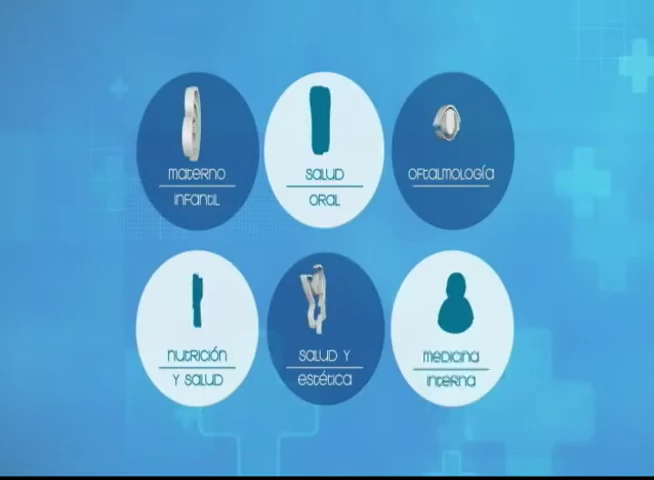 materno
infantil
salud
oral
oftalmología
nutrición
y salud
salud y
estética
medicina
interna